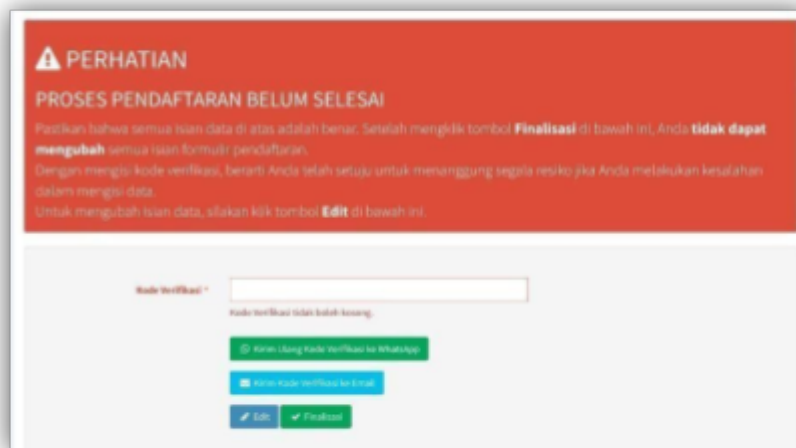 PERHATIAN
PROSES PENDAFTARAN BELUM SELESAI
Pastikan bahwa semua isian data di atas adalah benar. Setelah mengklik tombol Finalisasi di bawah ini, Anda tidak dapat
mengubah semua isian formulir pendaftaran.
Dengan mengisi kode verifikasi, berarti Anda telah setuju untuk menanggung segala resiko jika Anda melakukan kesalahan
dalam mengisi data.
Untuk mengubah isian data, silakan klik tombol Edit di bawah ini.
Kode Verifikasi *
Kode Verifikasi tidak boleh kosong.
Kirim Ulang Kode Verifikasi ke WhatsApp
Kirim Kode Verifikasi ke Email
Edit Finalisasi